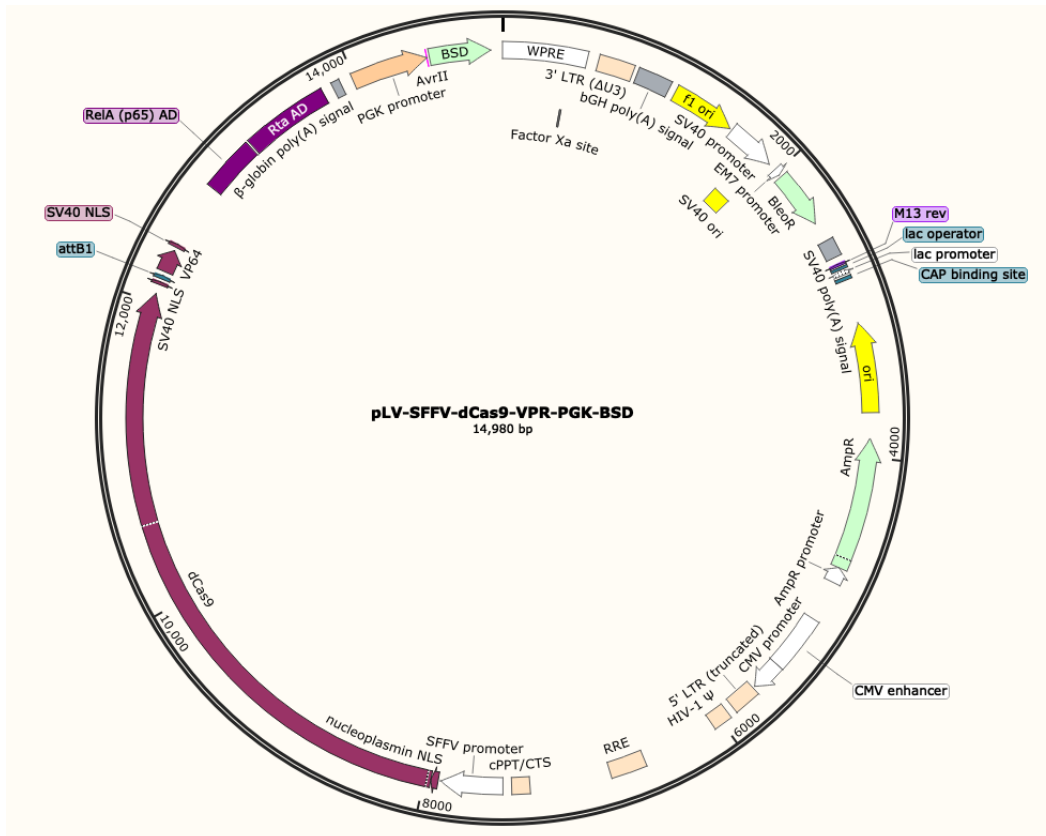 WPRE
3' LTR (ΔU3)
bGH poly(A) signal
f1 ori
SV40 promoter
2000
EM7 promoter
BleoR
Factor Xa site
SV40 ori
M13 rev
lac operator
lac promoter
CAP binding site
SV40 poly(A) signal
ori
4000
AmpR
AmpR promoter
CMV promoter
CMV enhancer
5' LTR (truncated)
HIV-1 Ψ
6000
RRE
cPPT/CTS
SFFV promoter
8000
nucleoplasmin NLS
dCas9
10,000
12,000
SV40 NLS
attB1
VP64
SV40 NLS
RelA (p65) AD
Rta AD
β-globin poly(A) signal
14,000
PGK promoter
AvrII
BSD
pLV-SFFV-dCas9-VPR-PGK-BSD
14,980 bp